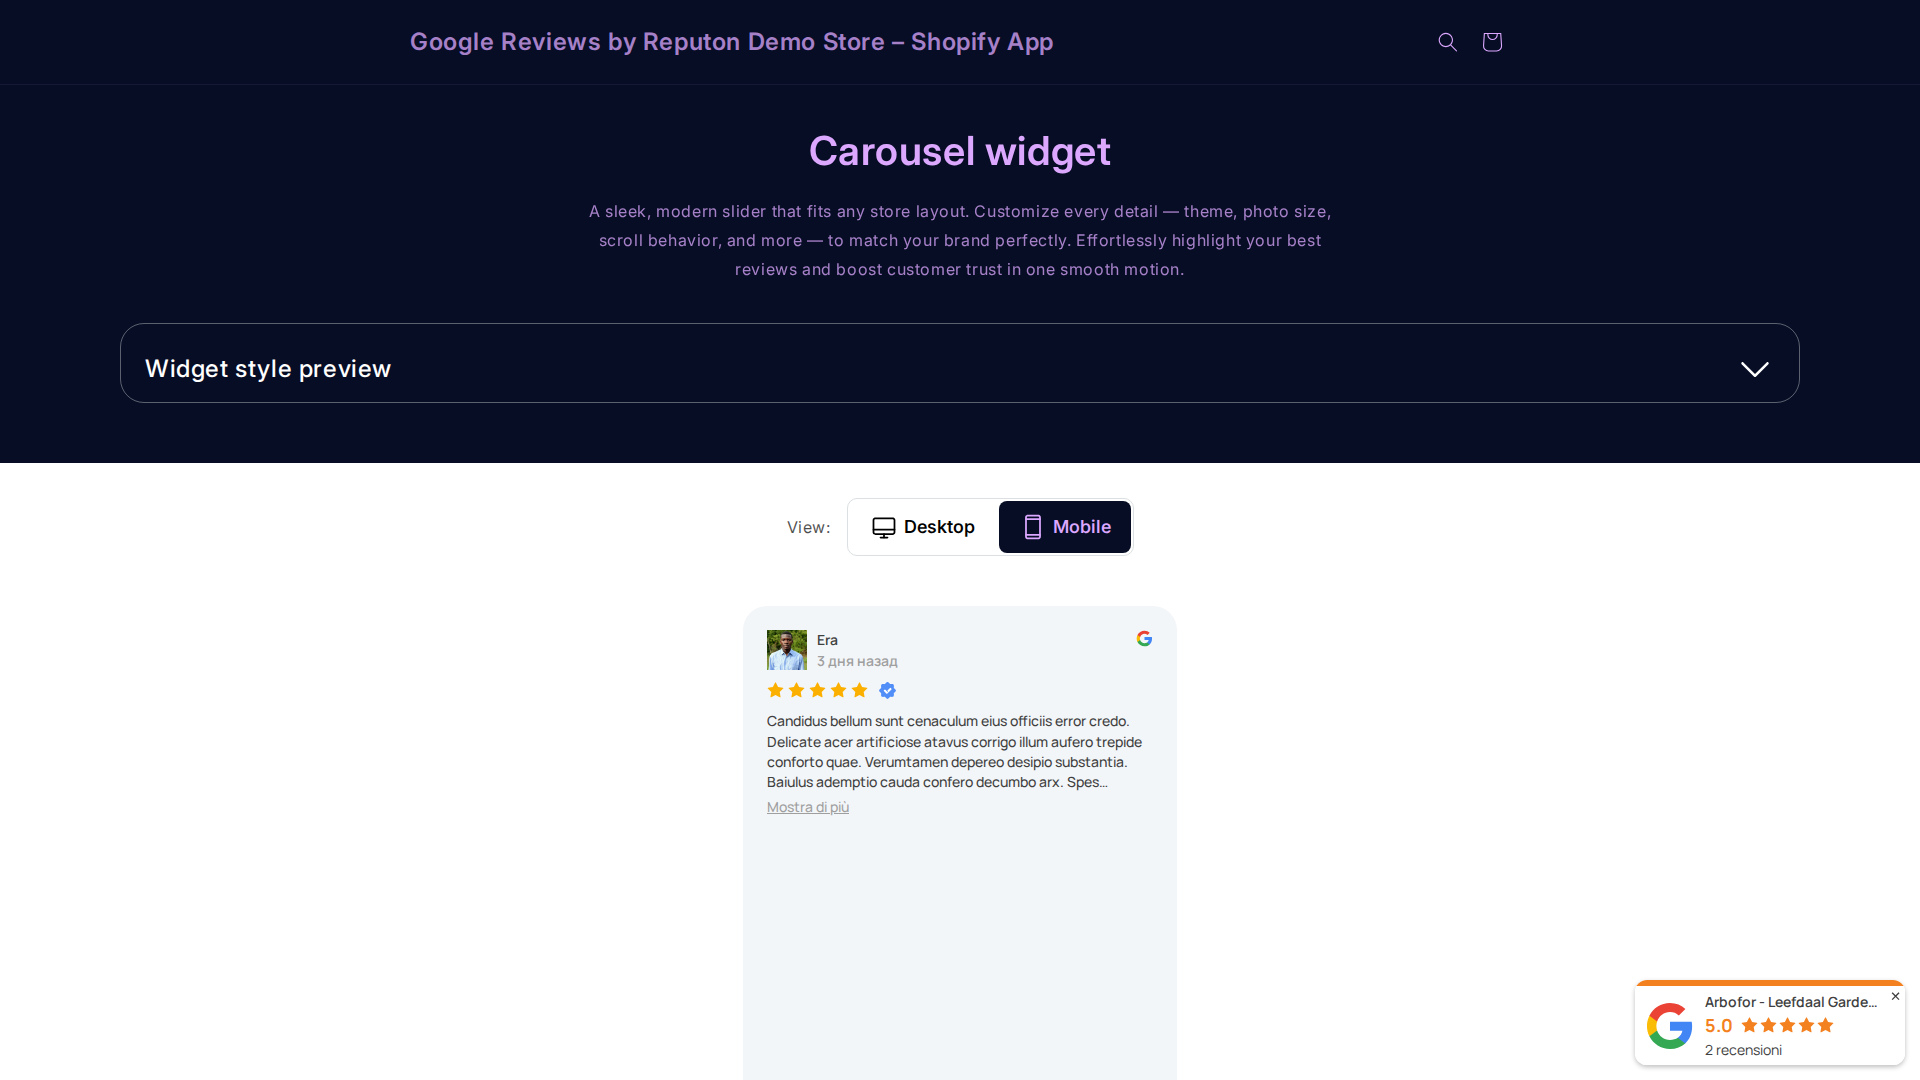 Google Reviews by Reputon Demo Store – Shopify App
Carousel widget
A sleek, modern slider that fits any store layout. Customize every detail — theme, photo size,
scroll behavior, and more — to match your brand perfectly. Effortlessly highlight your best
reviews and boost customer trust in one smooth motion.
Widget style preview
View:
Desktop
Mobile
Era
3 дня назад
Candidus bellum sunt cenaculum eius officiis error credo.
Delicate acer artificiose atavus corrigo illum aufero trepide
conforto quae. Verumtamen depereo desipio substantia.
Baiulus ademptio cauda confero decumbo arx. Spes…
Mostra di più
Arbofor - Leefdaal Garde…
5.0
2 recensioni